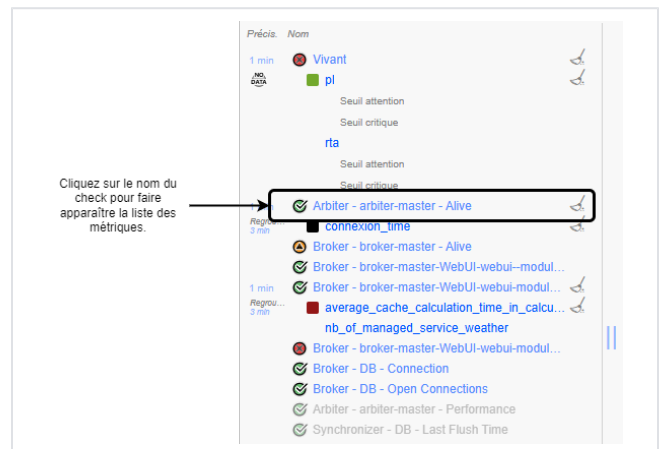 Précis. Nom
1 min Vivant
NO DATA pl
Seuil attention
Seuil critique
rta
Seuil attention
Seuil critique
Cliquez sur le nom du
check pour faire
apparaître la liste des
métriques.
1 min Arbiter - arbiter-master - Alive
Regrou...
3 min
connexion_time
Broker - broker-master - Alive
Broker - broker-master-WebUI-webui--modul...
1 min Broker - broker-master-WebUI-webui-modul...
Regrou...
3 min
average_cache_calculation_time_in_calcu...
nb_of_managed_service_weather
Broker - broker-master-WebUI-webui-modul...
Broker - DB - Connection
Broker - DB - Open Connections
Arbiter - arbiter-master - Performance
Synchronizer - DB - Last Flush Time